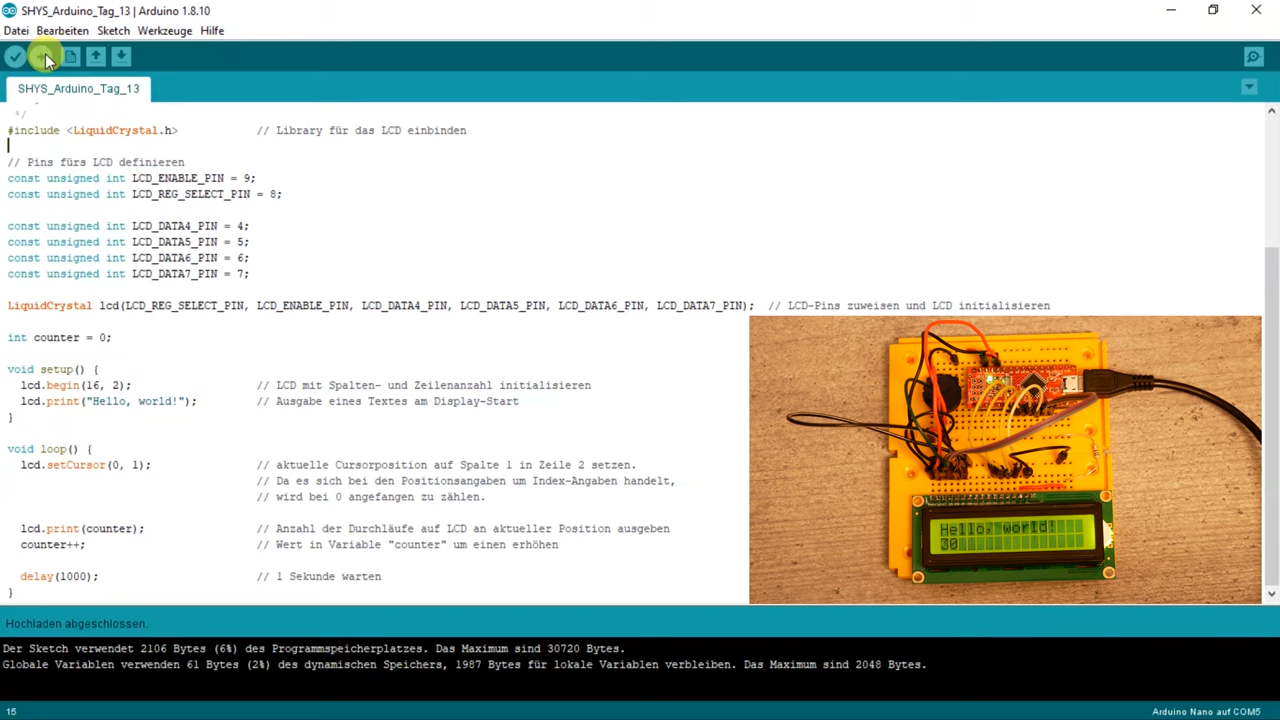 SHYS_Arduino_Tag_13 | Arduino 1.8.10
Datei Bearbeiten Sketch Werkzeuge Hilfe
SHYS_Arduino_Tag_13
*/
#include <LiquidCrystal.h> // Library für das LCD einbinden
// Pins fürs LCD definieren
const unsigned int LCD_ENABLE_PIN = 9;
const unsigned int LCD_REG_SELECT_PIN = 8;
const unsigned int LCD_DATA4_PIN = 4;
const unsigned int LCD_DATA5_PIN = 5;
const unsigned int LCD_DATA6_PIN = 6;
const unsigned int LCD_DATA7_PIN = 7;
LiquidCrystal lcd(LCD_REG_SELECT_PIN, LCD_ENABLE_PIN, LCD_DATA4_PIN, LCD_DATA5_PIN, LCD_DATA6_PIN, LCD_DATA7_PIN); // LCD-Pins zuweisen und LCD initialisieren
int counter = 0;
void setup() {
lcd.begin(16, 2); // LCD mit Spalten- und Zeilenanzahl initialisieren
lcd.print("Hello, world!"); // Ausgabe eines Textes am Display-Start
}
void loop() {
lcd.setCursor(0, 1); // aktuelle Cursorposition auf Spalte 1 in Zeile 2 setzen.
// Da es sich bei den Positionsangaben um Index-Angaben handelt,
// wird bei 0 angefangen zu zählen.
lcd.print(counter); // Anzahl der Durchläufe auf LCD an aktueller Position ausgeben
counter++; // Wert in Variable "counter" um einen erhöhen
delay(1000); // 1 Sekunde warten
}
Hello, world!
30
Hochladen abgeschlossen.
Der Sketch verwendet 2106 Bytes (6%) des Programmspeicherplatzes. Das Maximum sind 30720 Bytes.
Globale Variablen verwenden 61 Bytes (2%) des dynamischen Speichers, 1987 Bytes für lokale Variablen verbleiben. Das Maximum sind 2048 Bytes.
15 Arduino Nano auf COM5